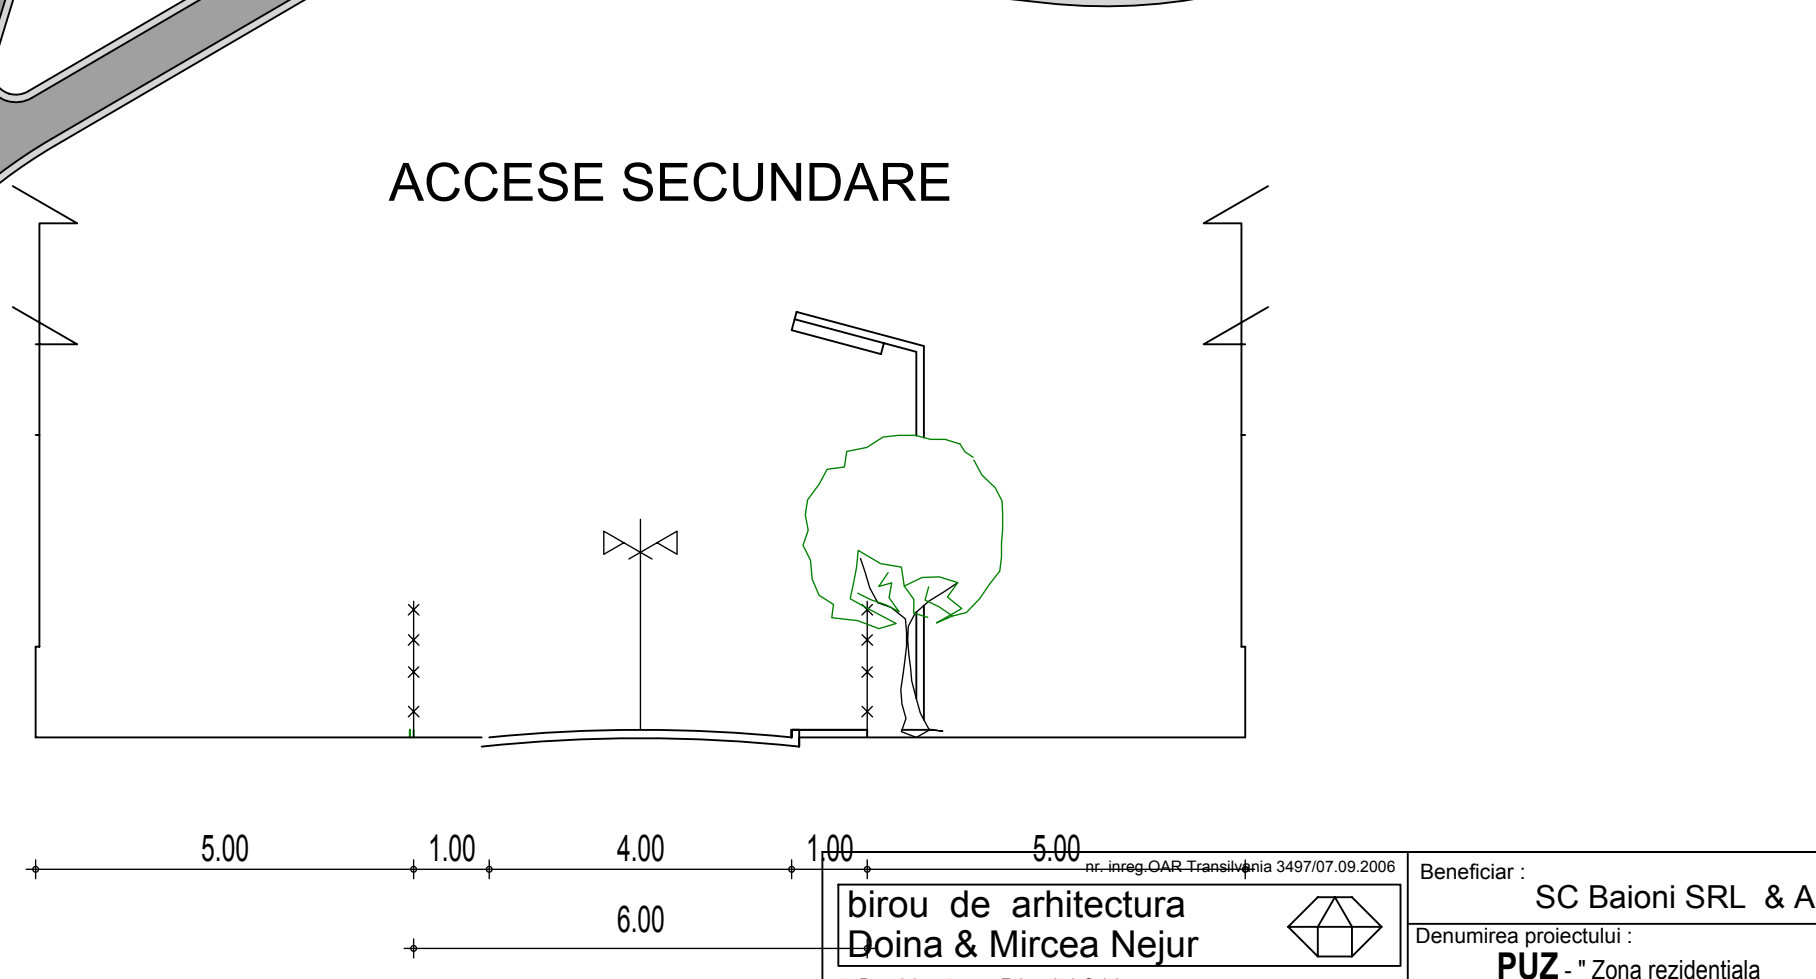 ACCESE SECUNDARE
5.00 1.00 4.00 1.00 5.00
6.00
nr. inreg.OAR Transilvania 3497/07.09.2006
birou de arhitectura
Doina & Mircea Nejur
Beneficiar :
SC Baioni SRL & A
Denumirea proiectului :
PUZ - " Zona rezidentiala